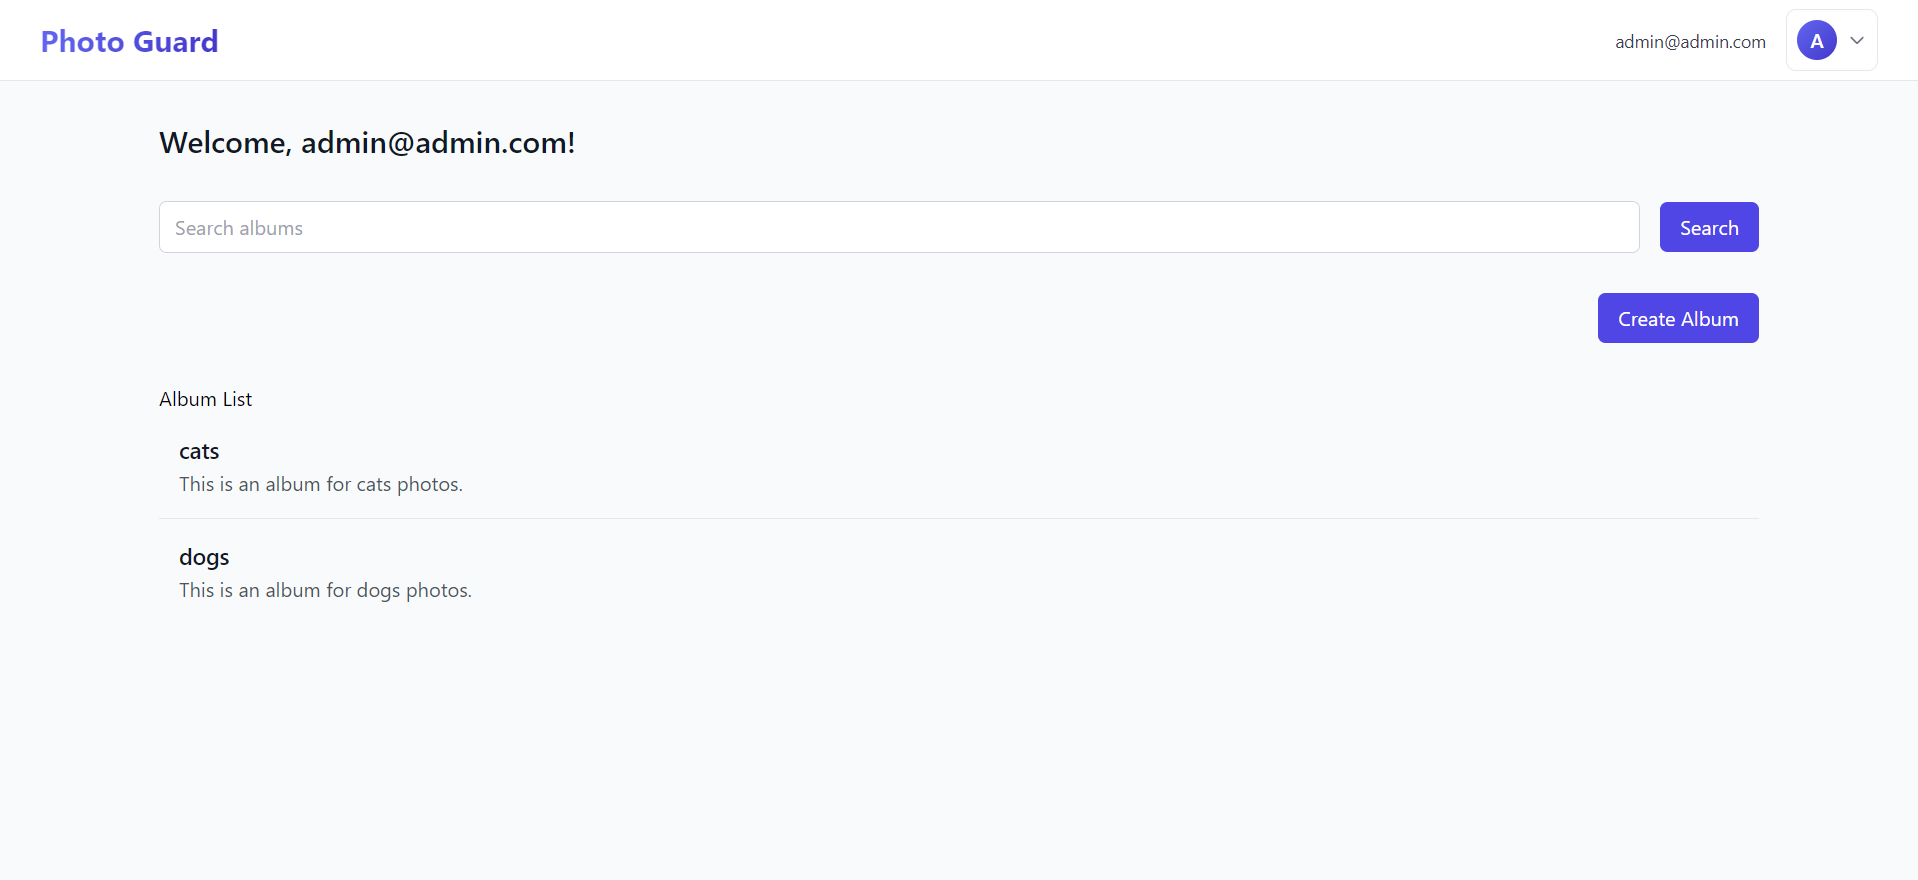 Photo Guard
admin@admin.com
A
Welcome, admin@admin.com!
Search albums
Search
Create Album
Album List
cats
This is an album for cats photos.
dogs
This is an album for dogs photos.